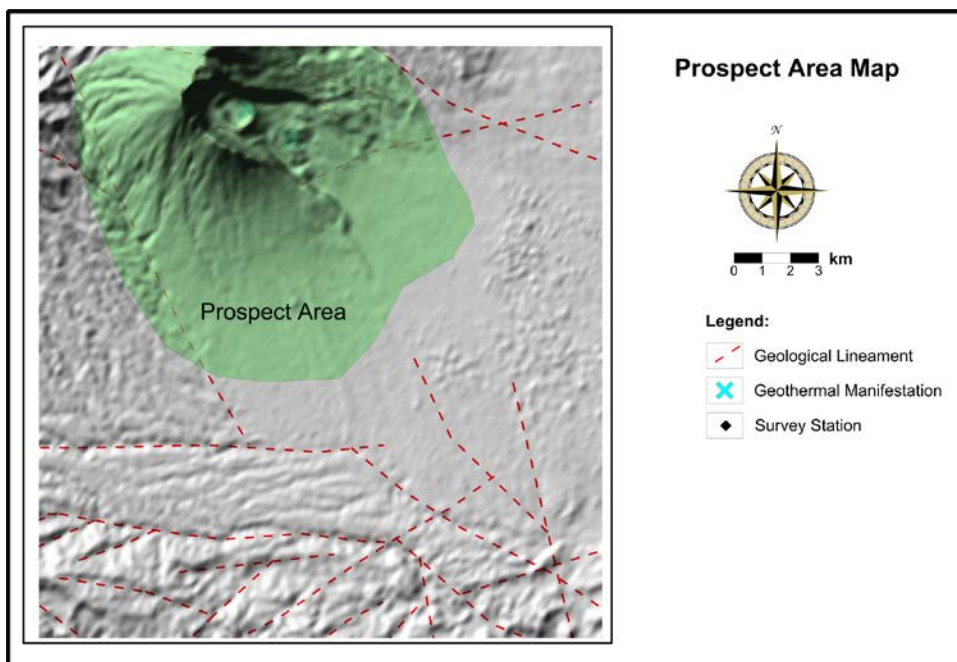 Prospect Area Map
N
0 1 2 3 km
Legend:
Geological Lineament
Geothermal Manifestation
Survey Station
Prospect Area